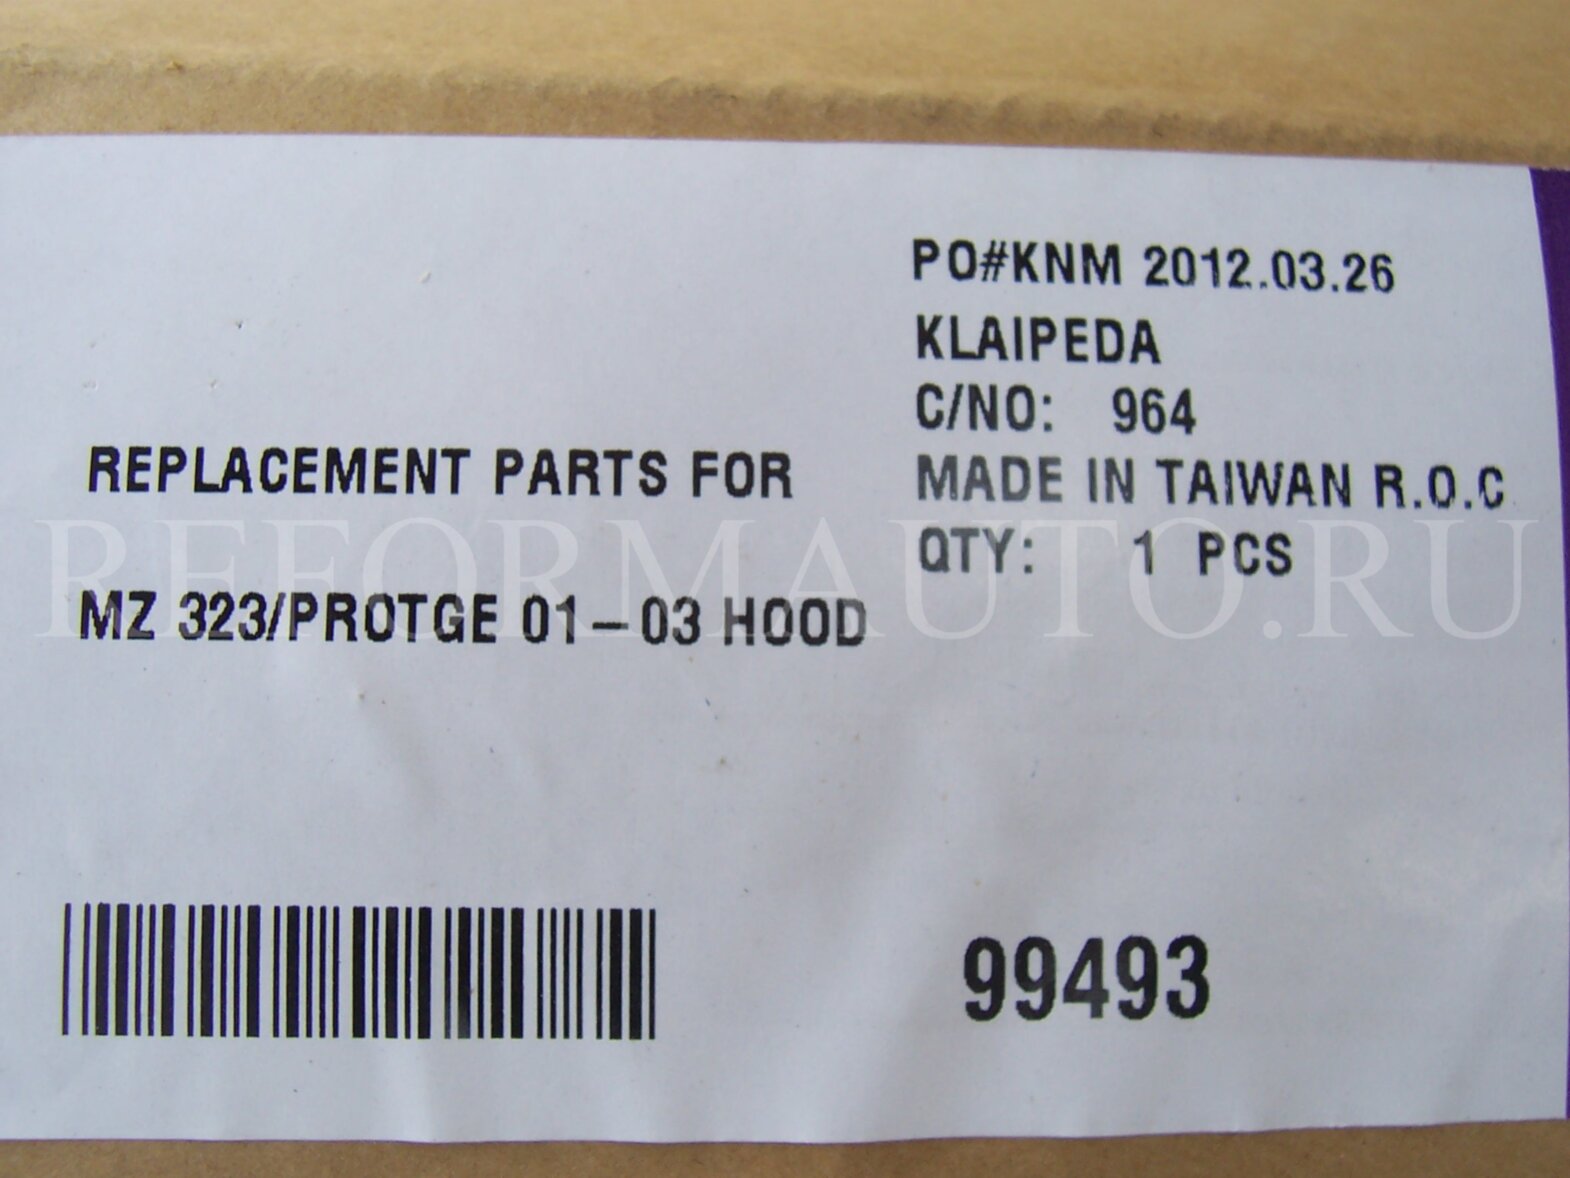 PO#KNM 2012.03.26
KLAIPEDA
C/NO: 964
MADE IN TAIWAN R.O.C
QTY: 1 PCS
REPLACEMENT PARTS FOR
MZ 323/PROTGE 01-03 HOOD
REFORMAUTO.RU
99493